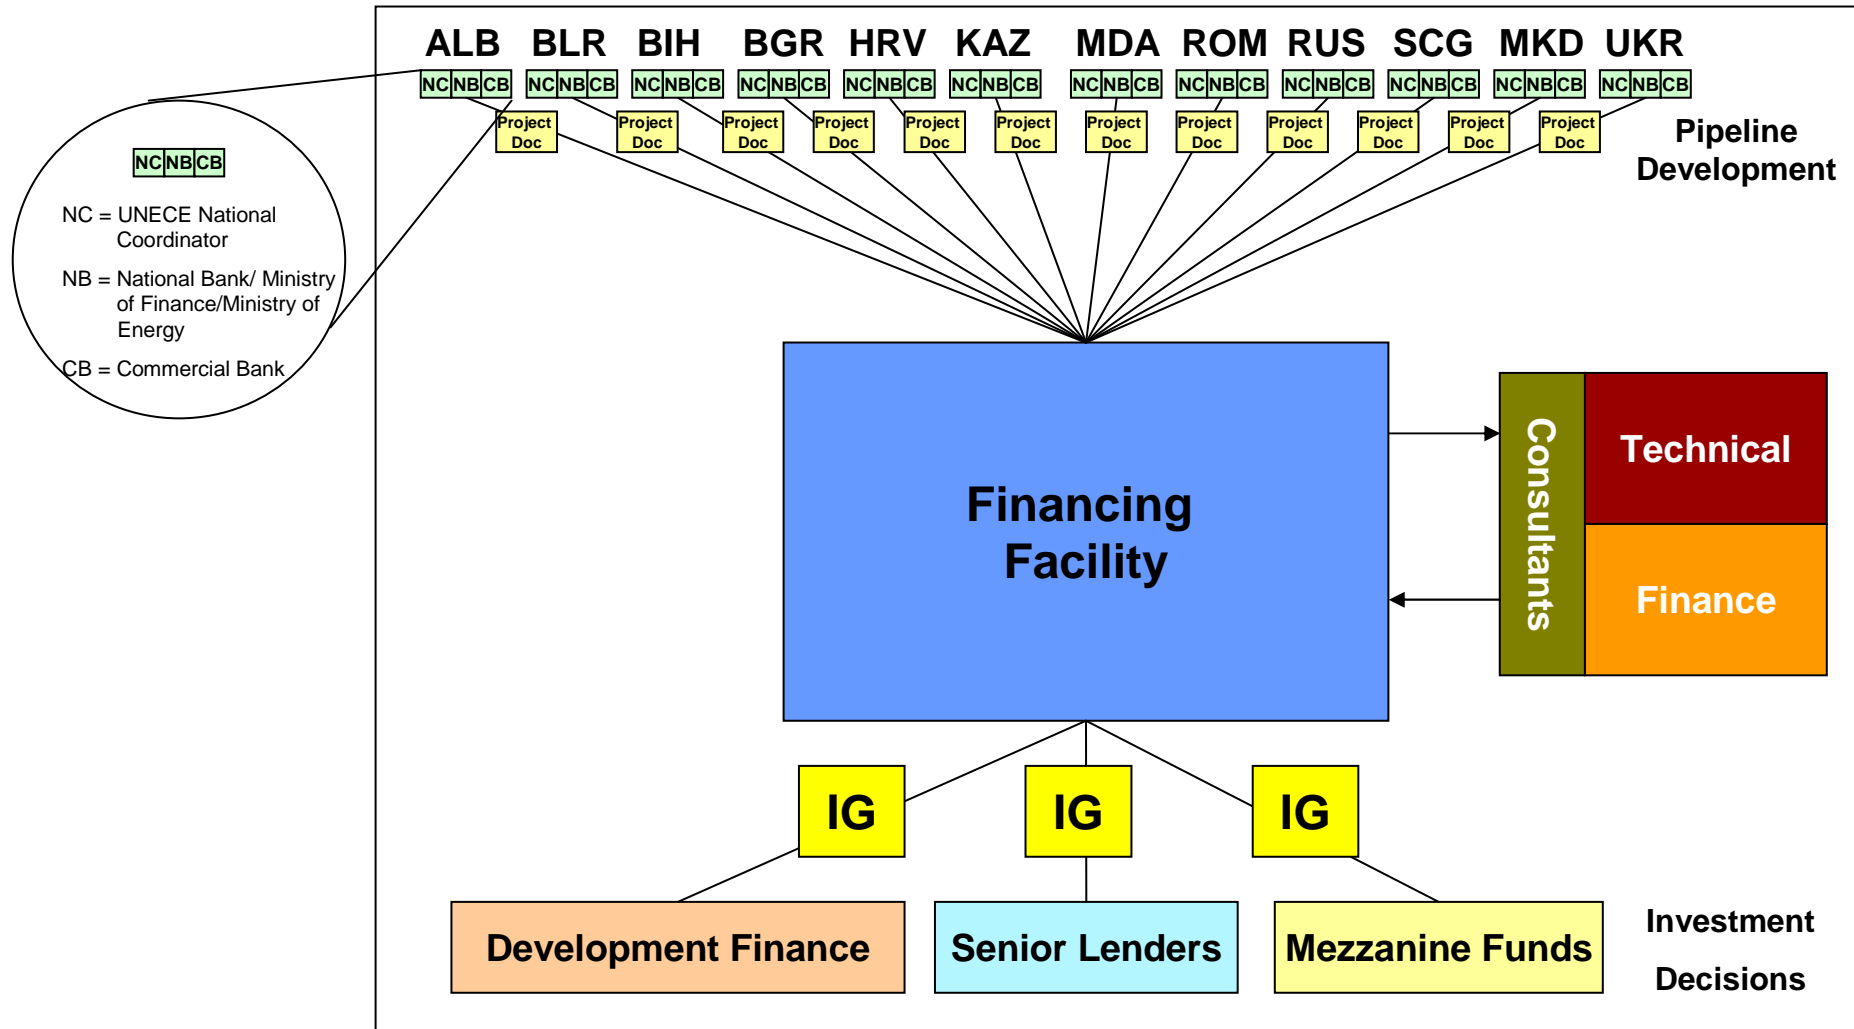 ALB BLR BIH BGR HRV KAZ MDA ROM RUS SCG MKD UKR
NC NB CB NC NB CB NC NB CB NC NB CB NC NB CB NC NB CB NC NB CB NC NB CB NC NB CB NC NB CB NC NB CB NC NB CB
Project Project Project Project Project Project Project Project Project Project Project Project
Doc Doc Doc Doc Doc Doc Doc Doc Doc Doc Doc Doc
Pipeline
Development
NC NB CB
NC = UNECE National
Coordinator
NB = National Bank/ Ministry
of Finance/Ministry of
Energy
CB = Commercial Bank
Financing
Facility
Consultants
Technical
Finance
IG IG IG
Development Finance
Senior Lenders
Mezzanine Funds
Investment
Decisions